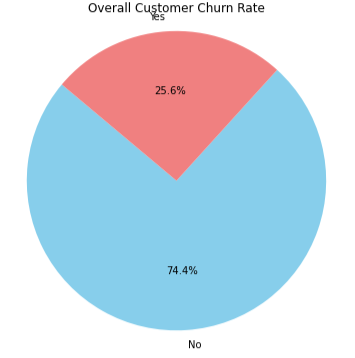 Overall Customer Churn Rate
Yes
25.6%
74.4%
No